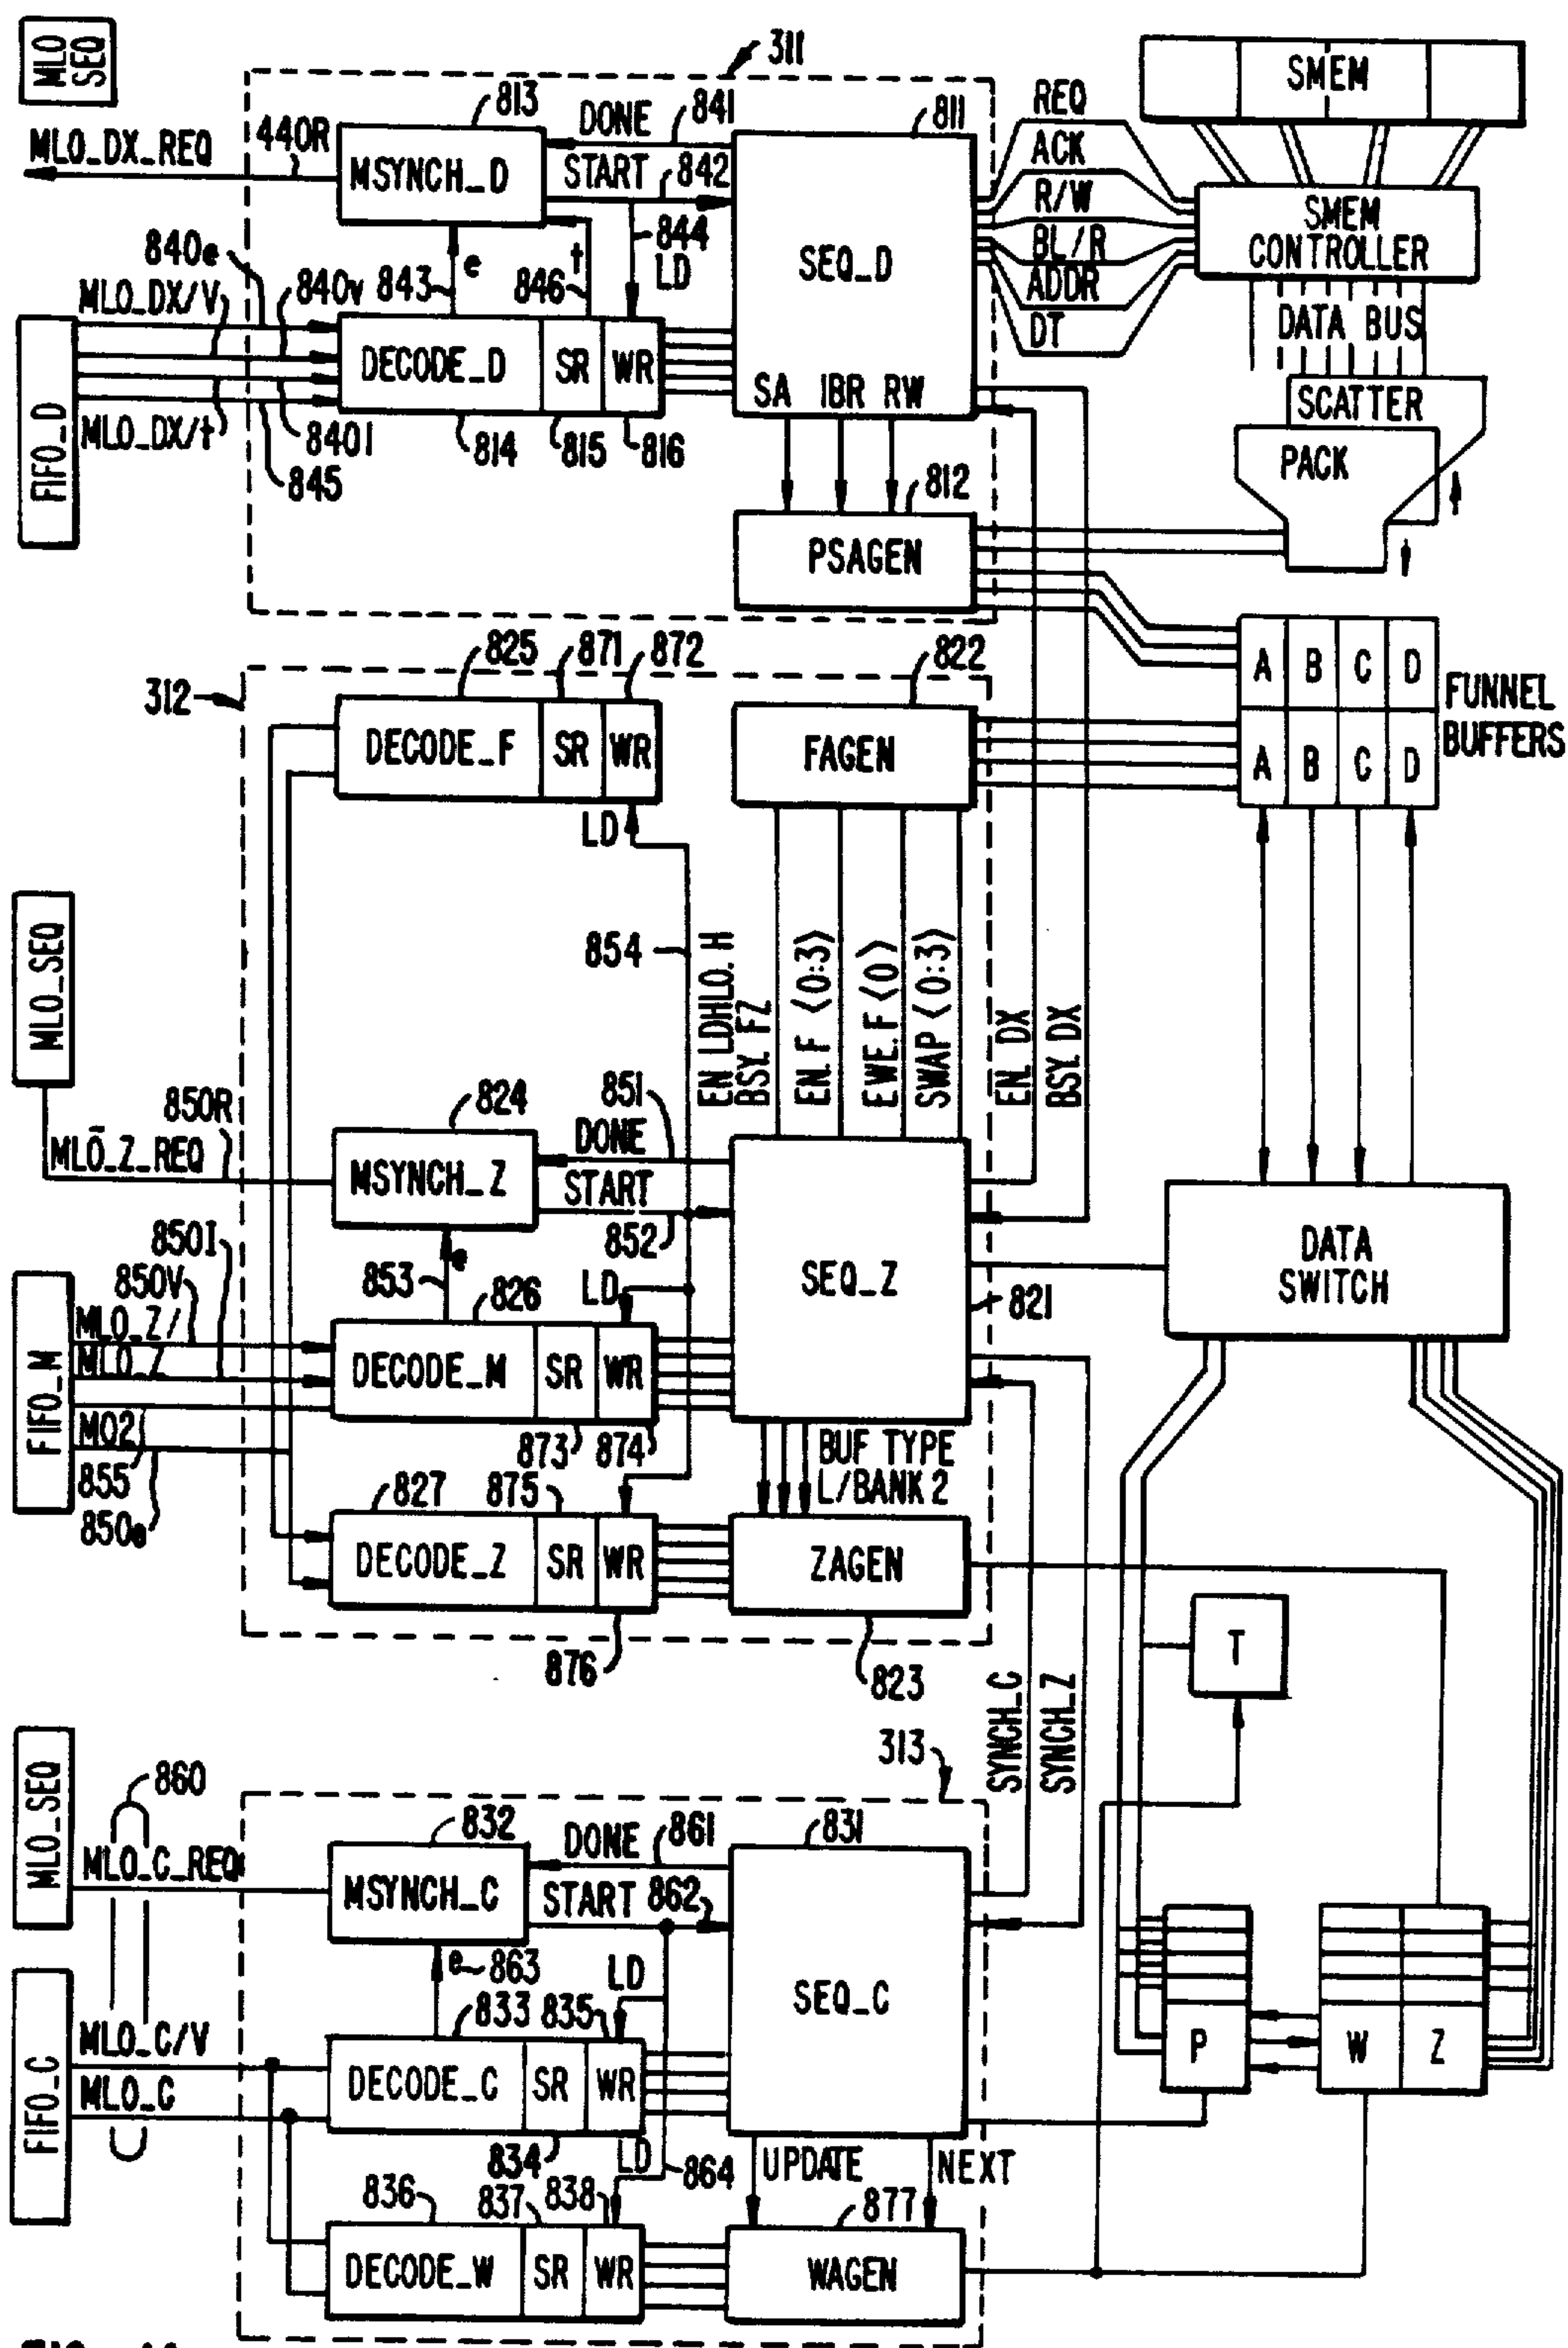 MLO
SEQ
311
SMEM
813
DONE
841
811
REQ
ACK
R/W
BL/R
ADDR
DT
MLO_DX_REQ
440R
MSYNCH_D
START
842
844
LD
SEQ_D
SMEM
CONTROLLER
DATA BUS
840e
MLO_DX/V
840v
843
e
846
t
FIFO_D
DECODE_D
SR
WR
SA
IBR
RW
SCATTER
PACK
MLO_DX/t
840I
845
814
815
816
812
PSAGEN
312
825
871
872
822
DECODE_F
SR
WR
FAGEN
A
B
C
D
A
B
C
D
FUNNEL
BUFFERS
LD
854
MLO_SEQ
EN LDHLO. H
BSY. FZ
EN. F <0:3>
EWE. F <0>
SWAP <0:3>
EN. DX
BSY. DX
850R
MLO_Z_REQ
824
851
DONE
MSYNCH_Z
START
852
850I
850V
853
e
826
LD
SEQ_Z
821
DATA
SWITCH
FIFO_M
MLO_Z/
MLO_Z
MO2
855
850e
DECODE_M
SR
WR
873
874
BUF TYPE
L/BANK 2
827
875
DECODE_Z
SR
WR
ZAGEN
876
823
T
SYNCH_C
SYNCH_Z
313
MLO_SEQ
860
MLO_C_REQ
832
DONE
861
831
MSYNCH_C
START
862
e
863
LD
SEQ_C
FIFO_C
MLO_C/V
MLO_C
833
835
DECODE_C
SR
WR
P
W
Z
834
LD
864
UPDATE
NEXT
836
837
838
877
DECODE_W
SR
WR
WAGEN